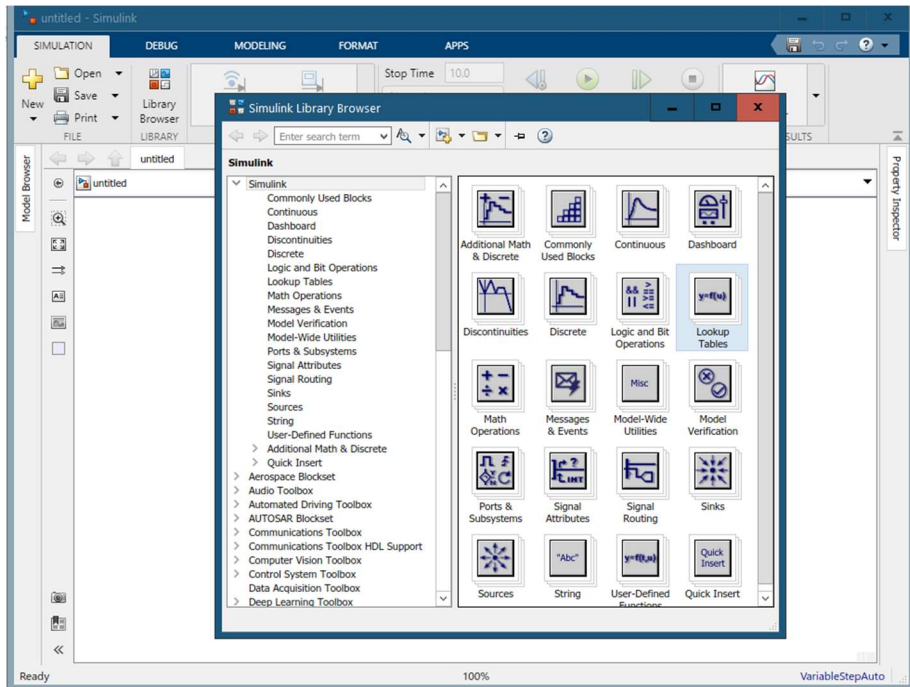 untitled - Simulink
SIMULATION DEBUG MODELING FORMAT APPS
New
Open
Save
Print
FILE
Library
Browser
LIBRARY
Stop Time 10.0
SULTS
Simulink Library Browser
Enter search term
Model Browser
untitled
untitled
Property Inspector
Simulink
Simulink
Commonly Used Blocks
Continuous
Dashboard
Discontinuities
Discrete
Logic and Bit Operations
Lookup Tables
Math Operations
Messages & Events
Model Verification
Model-Wide Utilities
Ports & Subsystems
Signal Attributes
Signal Routing
Sinks
Sources
String
User-Defined Functions
Additional Math & Discrete
Quick Insert
Aerospace Blockset
Audio Toolbox
Automated Driving Toolbox
AUTOSAR Blockset
Communications Toolbox
Communications Toolbox HDL Support
Computer Vision Toolbox
Control System Toolbox
Data Acquisition Toolbox
Deep Learning Toolbox
Additional Math
& Discrete
Commonly
Used Blocks
Continuous
Dashboard
Discontinuities
Discrete
&& > ==
|| >= <=
Logic and Bit
Operations
y=f(u)
Lookup
Tables
+ -
÷ ×
Math
Operations
Messages
& Events
Misc
Model-Wide
Utilities
Model
Verification
Ports &
Subsystems
? INT
Signal
Attributes
Signal
Routing
Sinks
Sources
"Abc"
String
y=f(t,u)
User-Defined
Functions
Quick
Insert
Quick Insert
Ready 100% VariableStepAuto